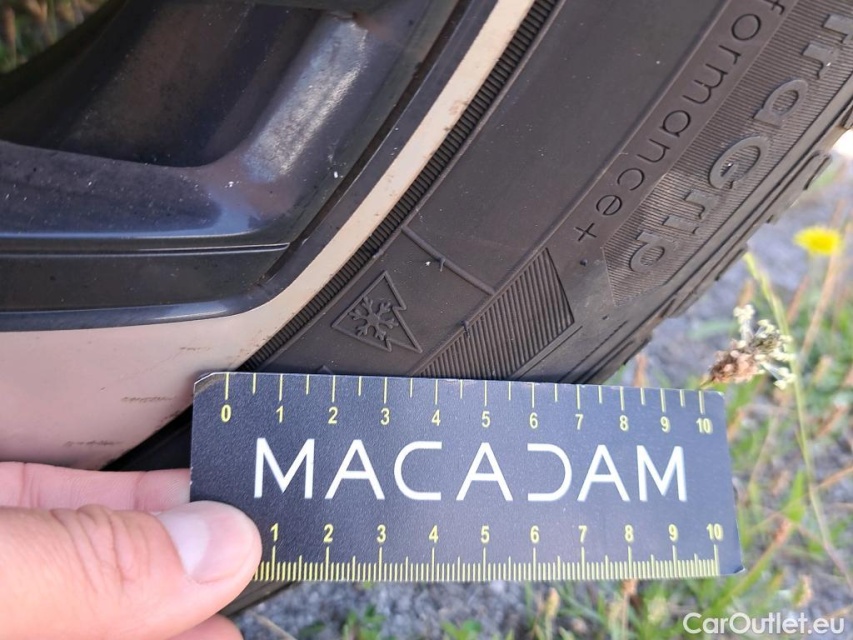 formance+
traGrip
0 1 2 3 4 5 6 7 8 9 10
MACADAM
1 2 3 4 5 6 7 8 9 10
CarOutlet.eu